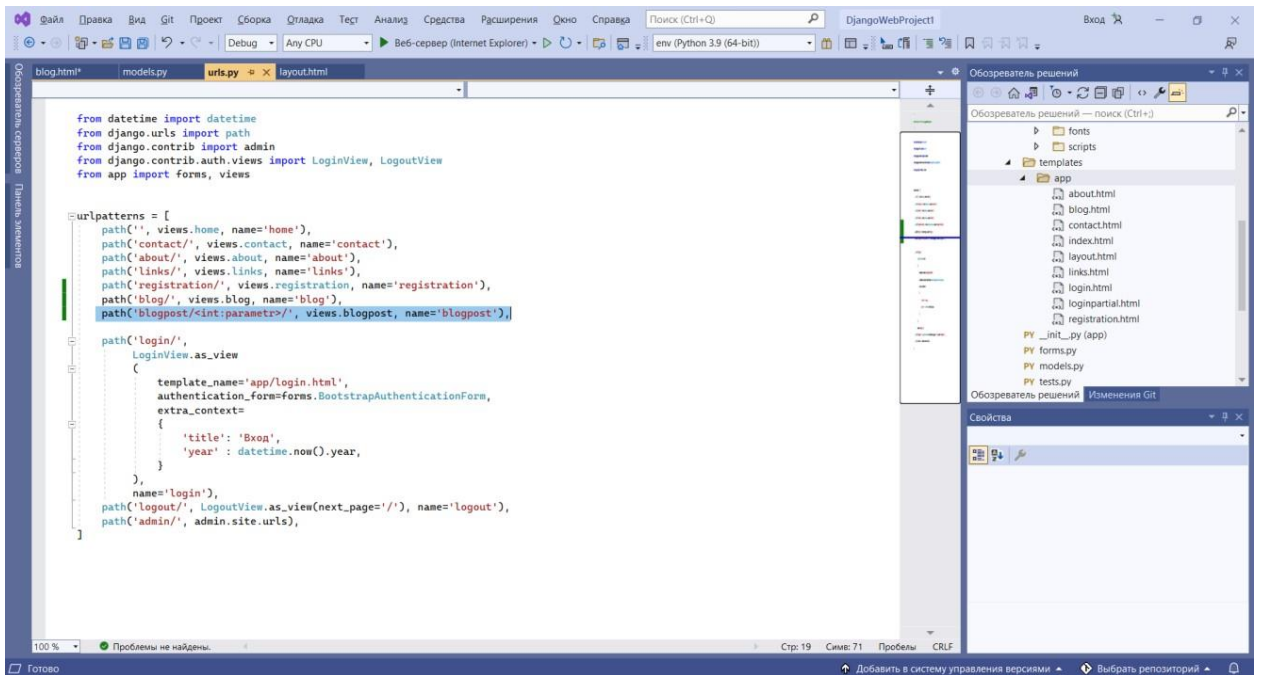 Файл Правка Вид Git Проект Сборка Отладка Тест Анализ Средства Расширения Окно Справка Поиск (Ctrl+Q) DjangoWebProject1 Вход
Debug Any CPU Веб-сервер (Internet Explorer) env (Python 3.9 (64-bit))
Обозреватель серверов
Панель элементов
blog.html* models.py urls.py layout.html
from datetime import datetime
from django.urls import path
from django.contrib import admin
from django.contrib.auth.views import LoginView, LogoutView
from app import forms, views
urlpatterns = [
path('', views.home, name='home'),
path('contact/', views.contact, name='contact'),
path('about/', views.about, name='about'),
path('links/', views.links, name='links'),
path('registration/', views.registration, name='registration'),
path('blog/', views.blog, name='blog'),
path('blogpost/<int:parametr>/', views.blogpost, name='blogpost'),
path('login/',
LoginView.as_view
(
template_name='app/login.html',
authentication_form=forms.BootstrapAuthenticationForm,
extra_context=
{
'title': 'Вход',
'year' : datetime.now().year,
}
),
name='login'),
path('logout/', LogoutView.as_view(next_page='/'), name='logout'),
path('admin/', admin.site.urls),
]
100 % Проблемы не найдены. Стр: 19 Симв: 71 Пробелы CRLF
Обозреватель решений
Обозреватель решений — поиск (Ctrl+;)
fonts
scripts
templates
app
about.html
blog.html
contact.html
index.html
layout.html
links.html
login.html
loginpartial.html
registration.html
PY __init__.py (app)
PY forms.py
PY models.py
PY tests.py
Обозреватель решений Изменения Git
Свойства
Готово Добавить в систему управления версиями Выбрать репозиторий